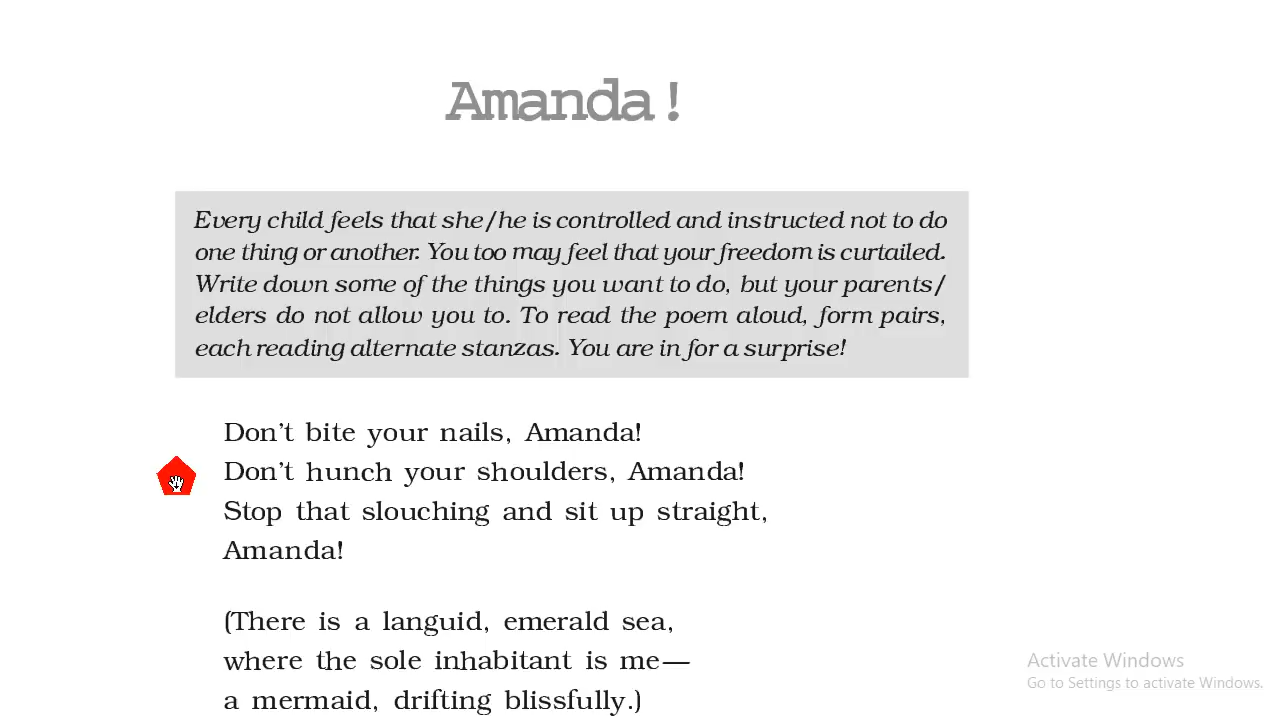 Amanda!
Every child feels that she/he is controlled and instructed not to do
one thing or another. You too may feel that your freedom is curtailed.
Write down some of the things you want to do, but your parents/
elders do not allow you to. To read the poem aloud, form pairs,
each reading alternate stanzas. You are in for a surprise!
Don't bite your nails, Amanda!
Don't hunch your shoulders, Amanda!
Stop that slouching and sit up straight,
Amanda!
(There is a languid, emerald sea,
where the sole inhabitant is me—
a mermaid, drifting blissfully.)
Activate Windows
Go to Settings to activate Windows.